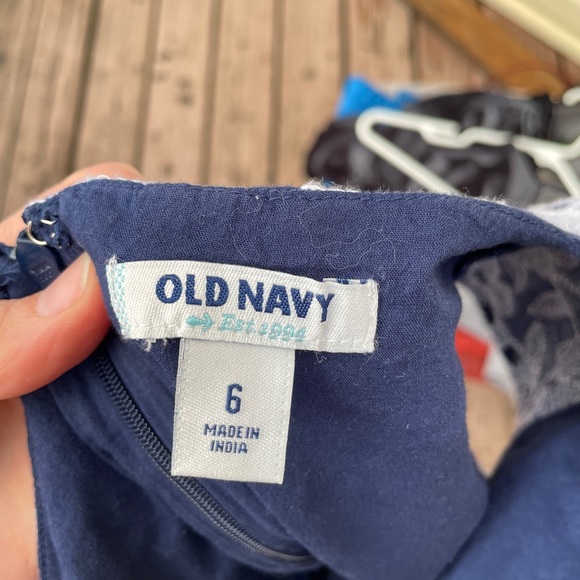 OLD NAVY
Est 1994
6
MADE IN
INDIA